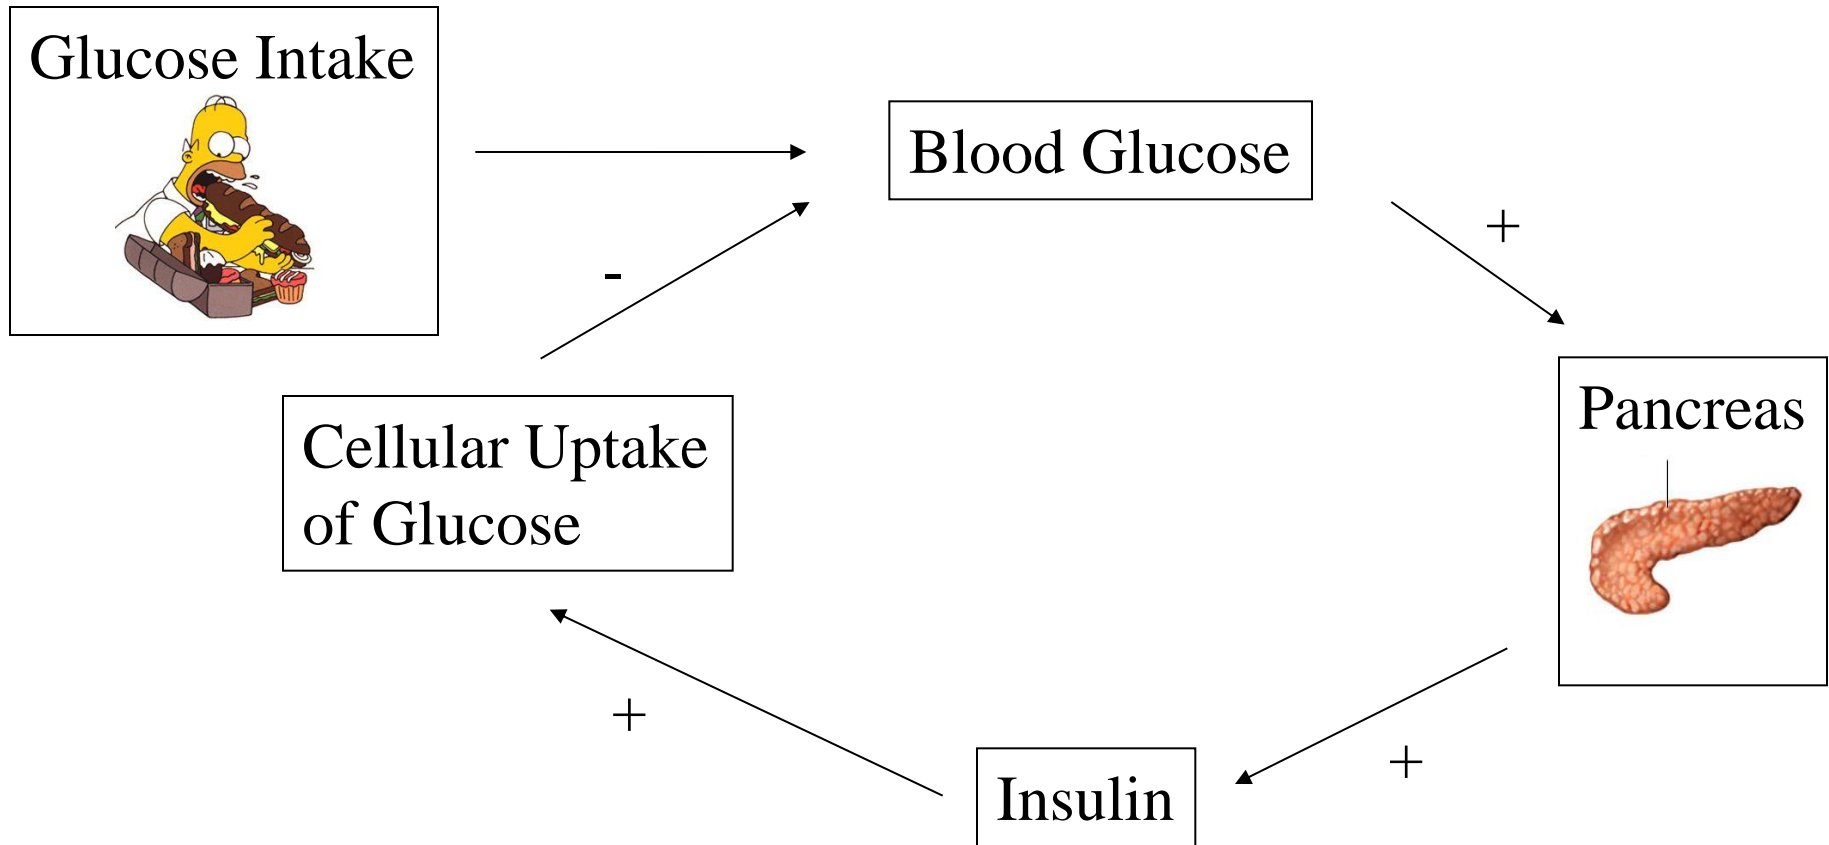 Glucose Intake
Blood Glucose
+
-
Pancreas
Cellular Uptake
of Glucose
+
+
Insulin